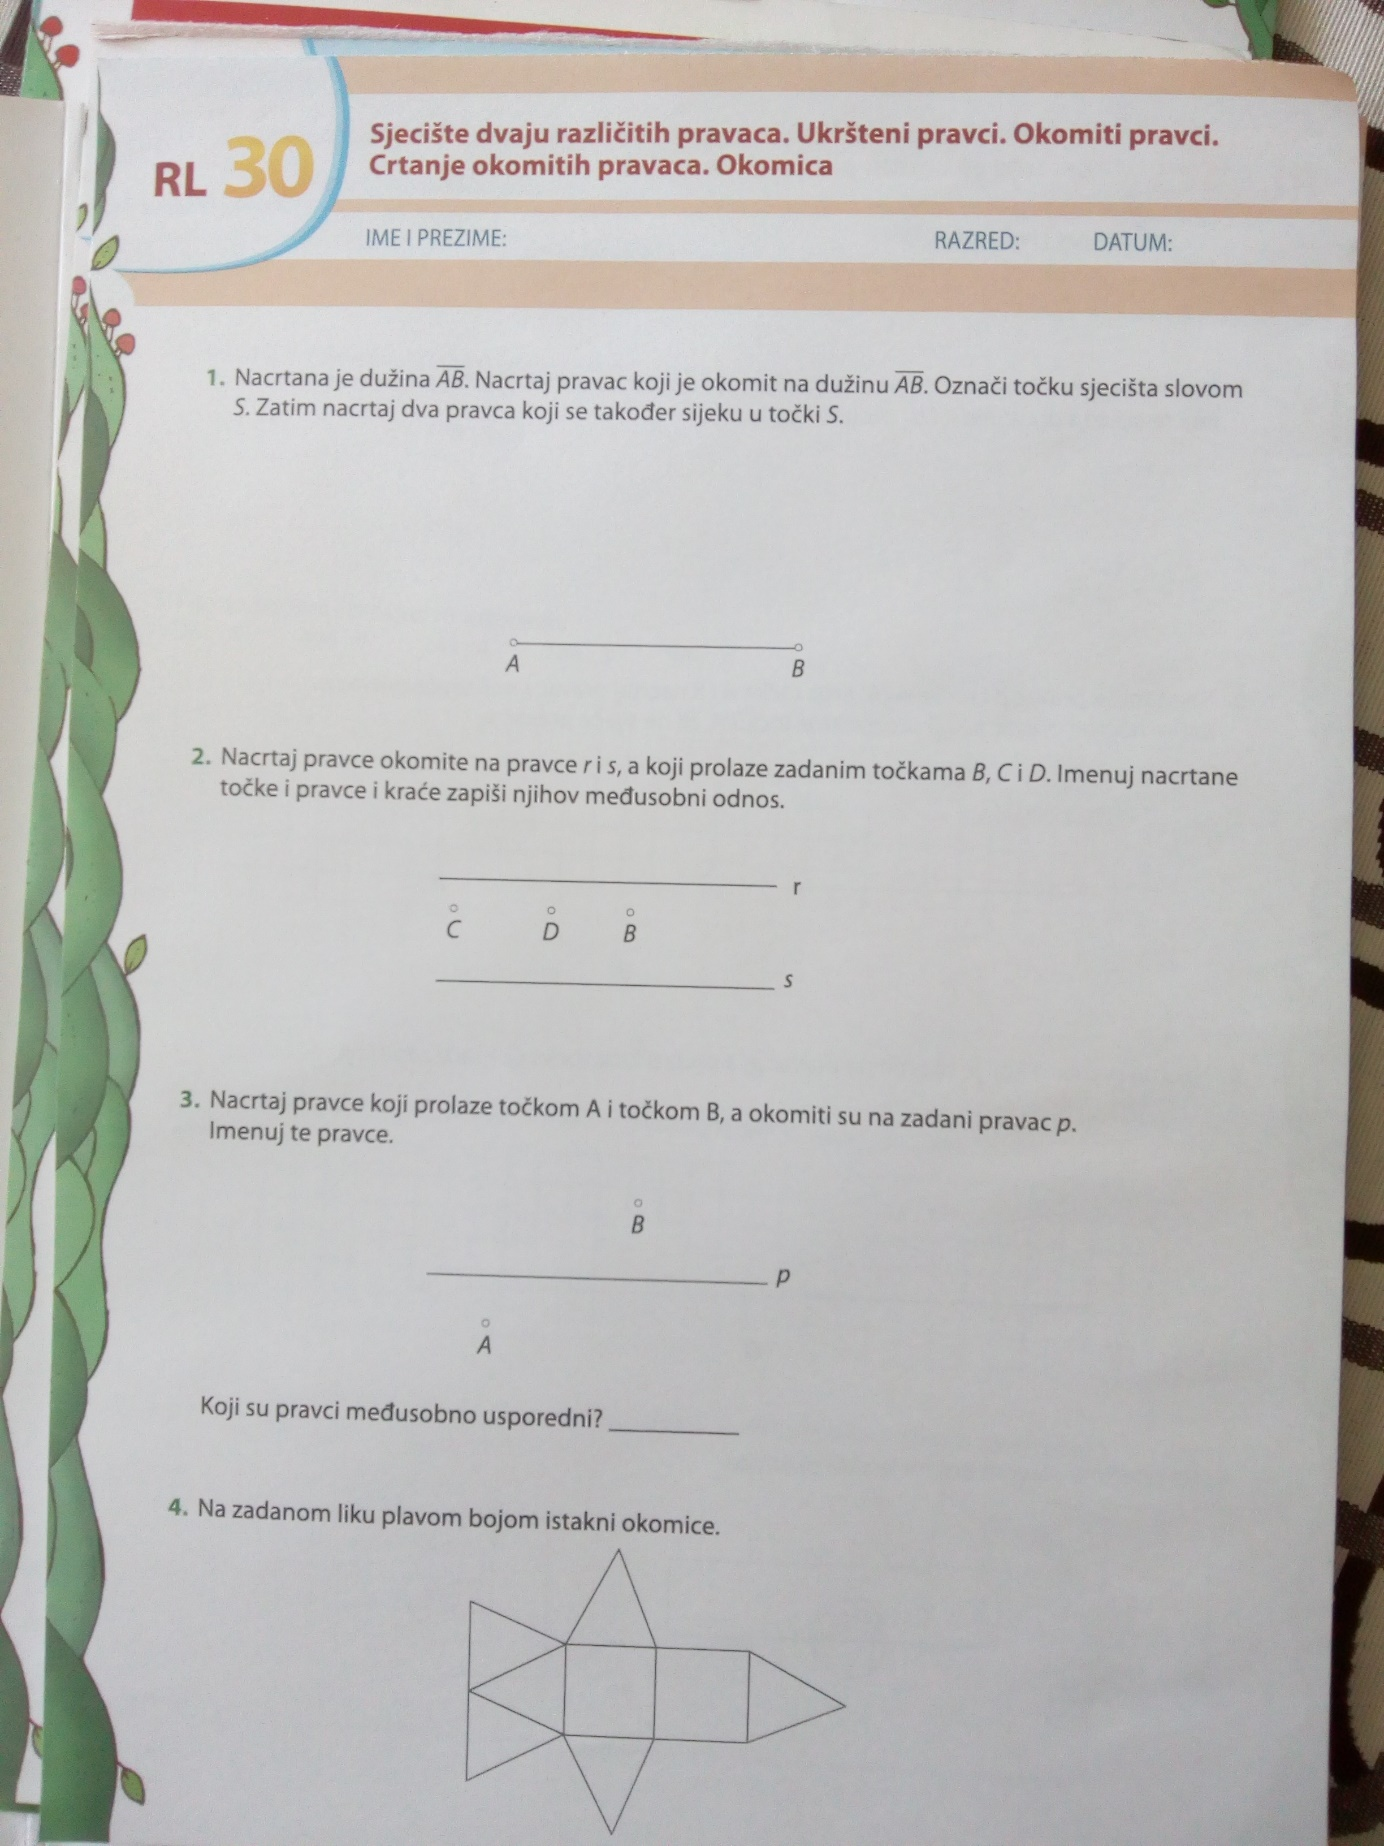 RL 30
Sjecište dvaju različitih pravaca. Ukršteni pravci. Okomiti pravci.
Crtanje okomitih pravaca. Okomica
IME I PREZIME: RAZRED: DATUM:
1. Nacrtana je dužina A̅B̅. Nacrtaj pravac koji je okomit na dužinu A̅B̅. Označi točku sjecišta slovom
S. Zatim nacrtaj dva pravca koji se također sijeku u točki S.
A B
2. Nacrtaj pravce okomite na pravce r i s, a koji prolaze zadanim točkama B, C i D. Imenuj nacrtane
točke i pravce i kraće zapiši njihov međusobni odnos.
r
C D B
s
3. Nacrtaj pravce koji prolaze točkom A i točkom B, a okomiti su na zadani pravac p.
Imenuj te pravce.
B
p
A
Koji su pravci međusobno usporedni? __________
4. Na zadanom liku plavom bojom istakni okomice.